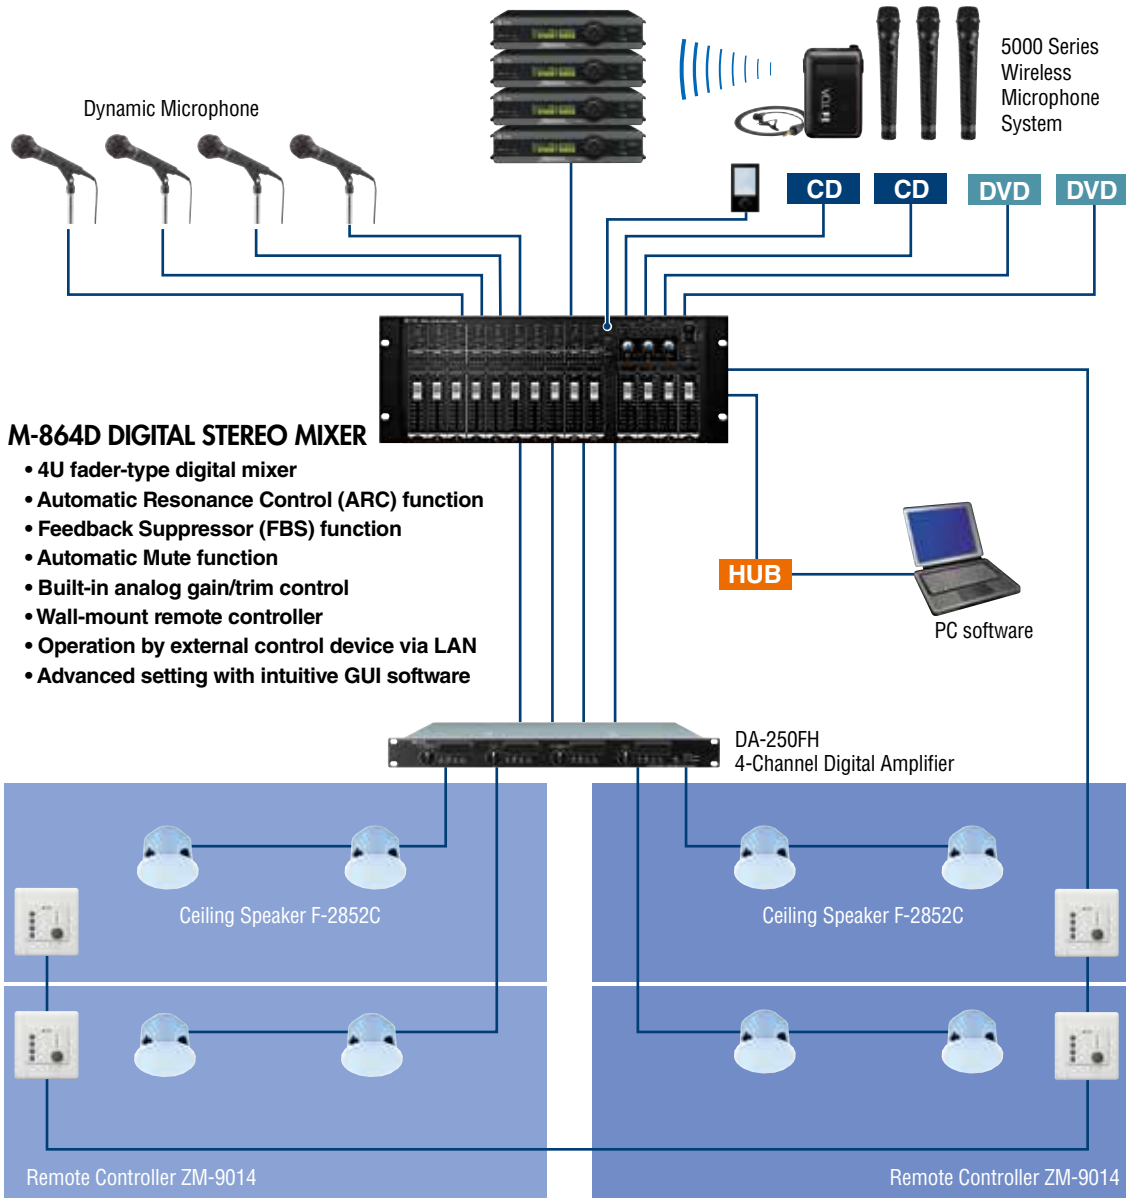 5000 Series
Wireless
Microphone
System
Dynamic Microphone
CD
CD
DVD
DVD
M-864D DIGITAL STEREO MIXER
• 4U fader-type digital mixer
• Automatic Resonance Control (ARC) function
• Feedback Suppressor (FBS) function
• Automatic Mute function
• Built-in analog gain/trim control
• Wall-mount remote controller
• Operation by external control device via LAN
• Advanced setting with intuitive GUI software
HUB
PC software
DA-250FH
4-Channel Digital Amplifier
Ceiling Speaker F-2852C
Ceiling Speaker F-2852C
Remote Controller ZM-9014
Remote Controller ZM-9014